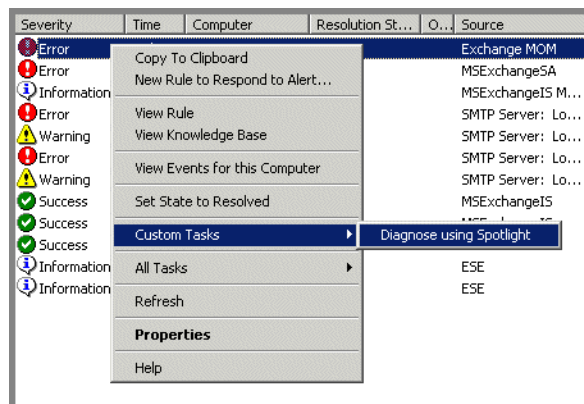 Severity Time Computer Resolution St... O... Source
Error Exchange MOM
Copy To Clipboard
Error MSExchangeSA
New Rule to Respond to Alert...
Information MSExchangeIS M...
Error SMTP Server: Lo...
View Rule
Warning SMTP Server: Lo...
View Knowledge Base
Error SMTP Server: Lo...
View Events for this Computer
Warning SMTP Server: Lo...
Success MSExchangeIS
Set State to Resolved
Success MSExchangeIS
Custom Tasks Diagnose using Spotlight
Success
Information ESE
All Tasks
Information ESE
Refresh
Properties
Help